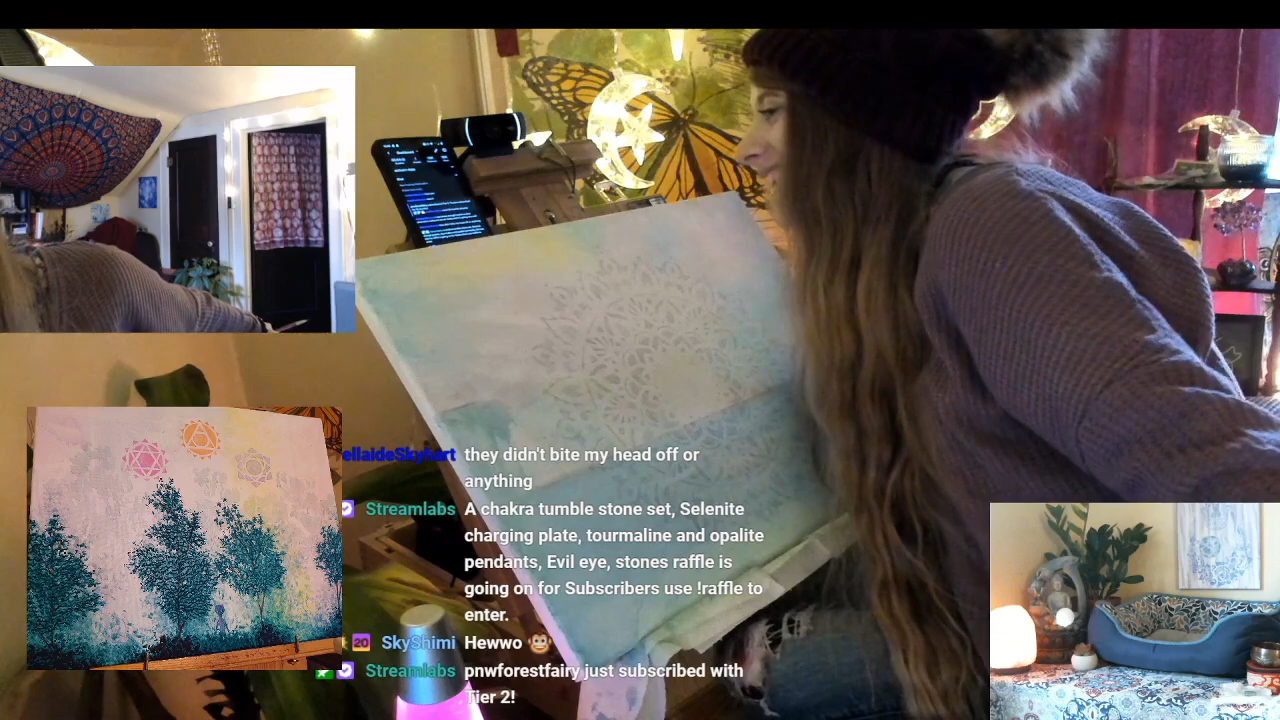 ellaideSkyhart they didn't bite my head off or
anything
Streamlabs A chakra tumble stone set, Selenite
charging plate, tourmaline and opalite
pendants, Evil eye, stones raffle is
going on for Subscribers use !raffle to
enter.
20 SkyShimi Hewwo
Streamlabs pnwforestfairy just subscribed with
Tier 2!